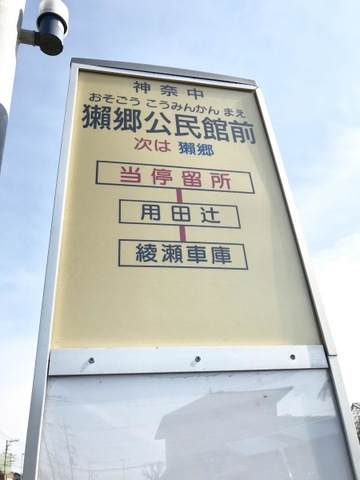 神奈中
おそごう こうみんかん まえ
獺郷公民館前
次は 獺郷
当停留所
用田辻
綾瀬車庫